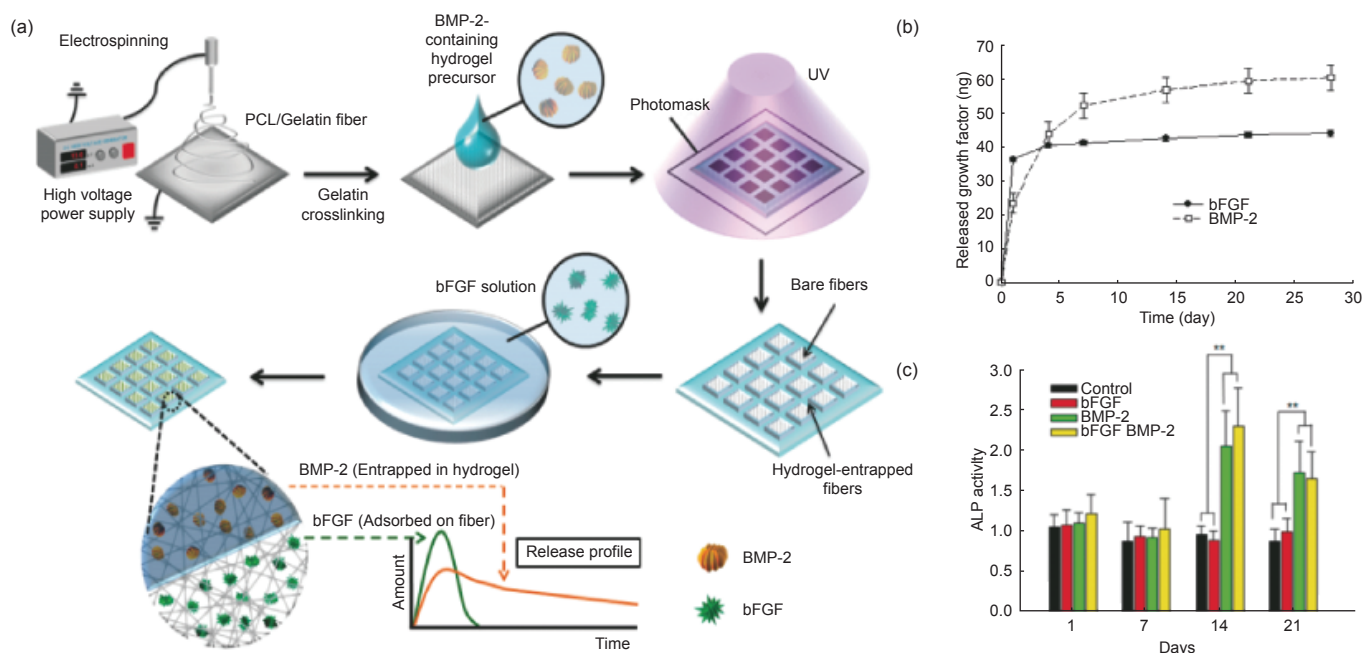 (a)
Electrospinning
PCL/Gelatin fiber
High voltage
power supply
Gelatin
crosslinking
BMP-2-
containing
hydrogel
precursor
Photomask
UV
Bare fibers
Hydrogel-entrapped
fibers
bFGF solution
BMP-2 (Entrapped in hydrogel)
bFGF (Adsorbed on fiber)
Release profile
Amount
Time
BMP-2
bFGF
(b)
Released growth factor (ng)
70
60
50
40
30
20
10
0
bFGF
BMP-2
0 5 10 15 20 25 30
Time (day)
(c)
ALP activity
3.0
2.5
2.0
1.5
1.0
0.5
0.0
Control
bFGF
BMP-2
bFGF BMP-2
**
**
1 7 14 21
Days